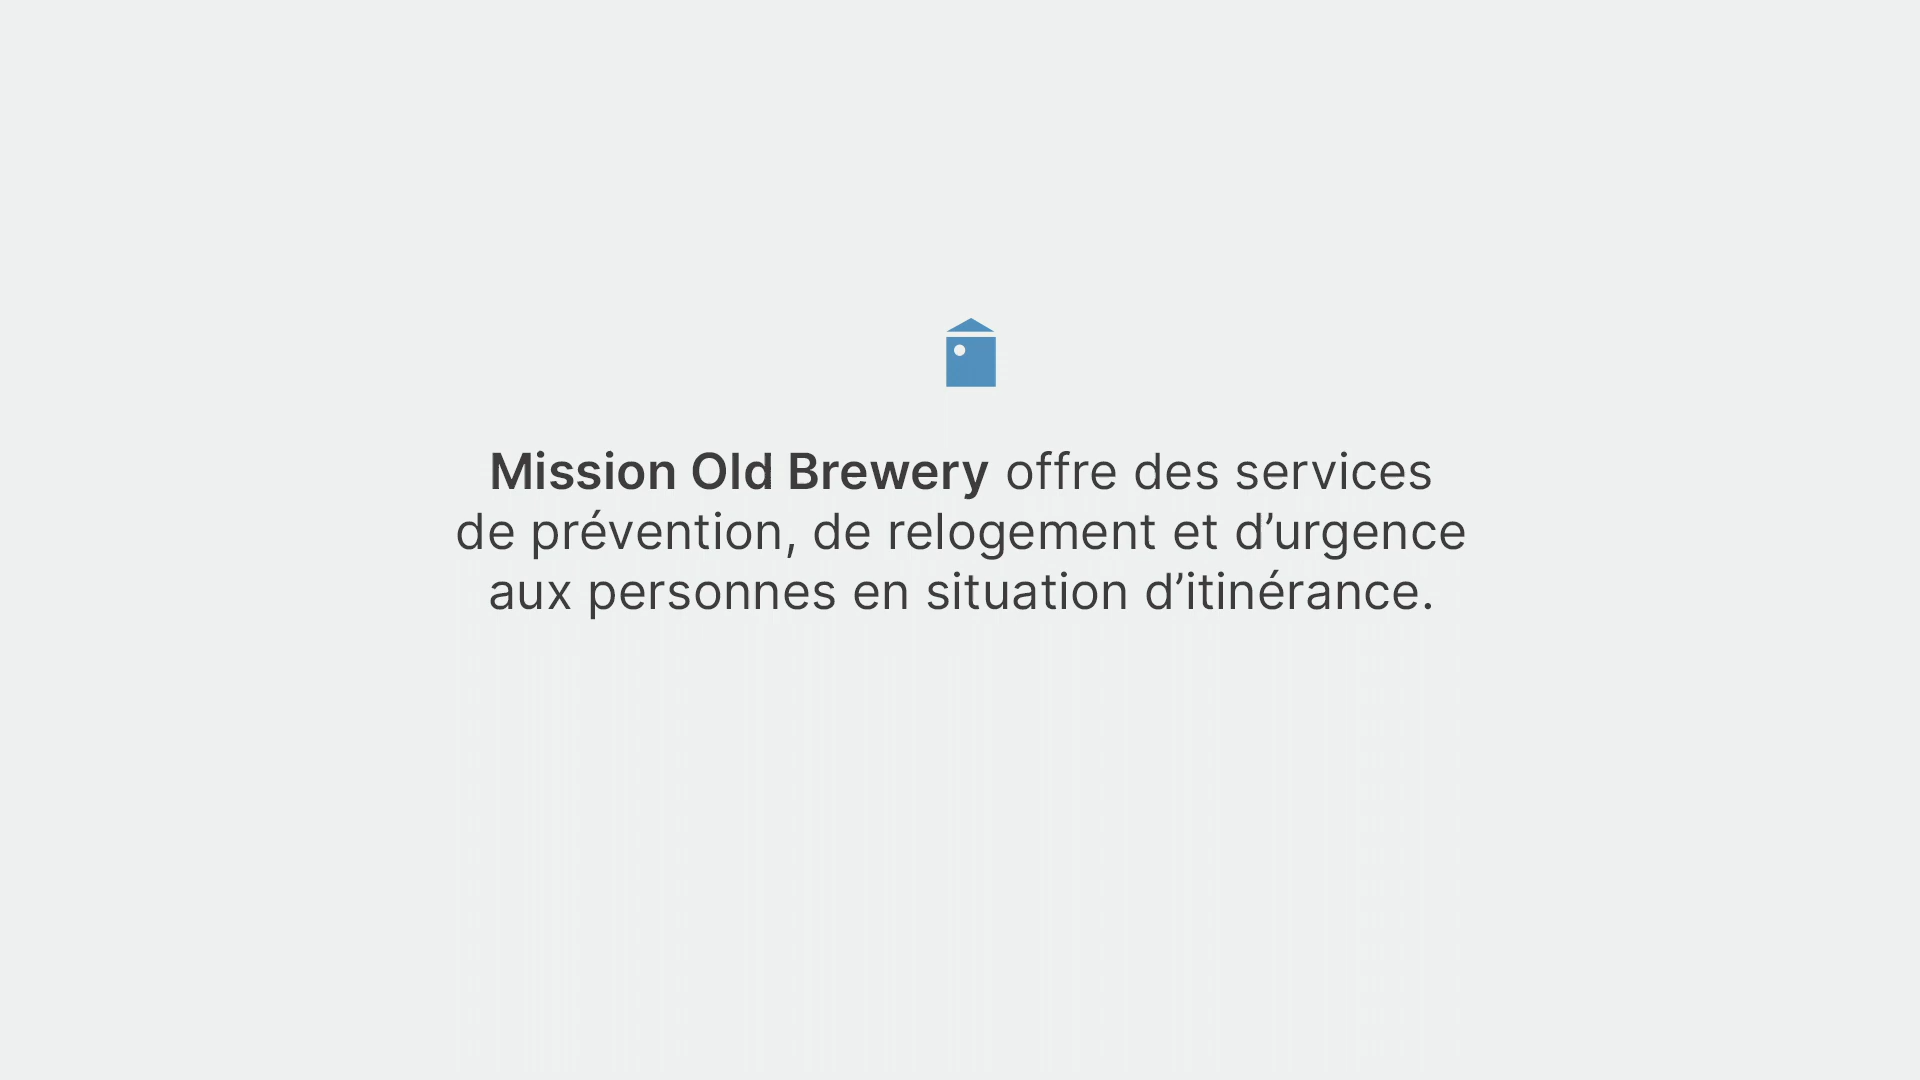 Mission Old Brewery offre des services
de prévention, de relogement et d’urgence
aux personnes en situation d’itinérance.